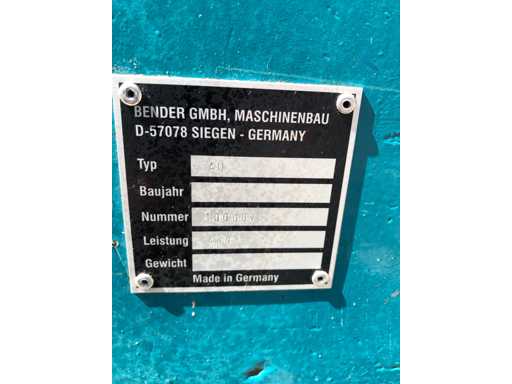 BENDER GMBH, MASCHINENBAU
D-57078 SIEGEN - GERMANY
Typ
Baujahr
Nummer
Leistung
Gewicht
Made in Germany